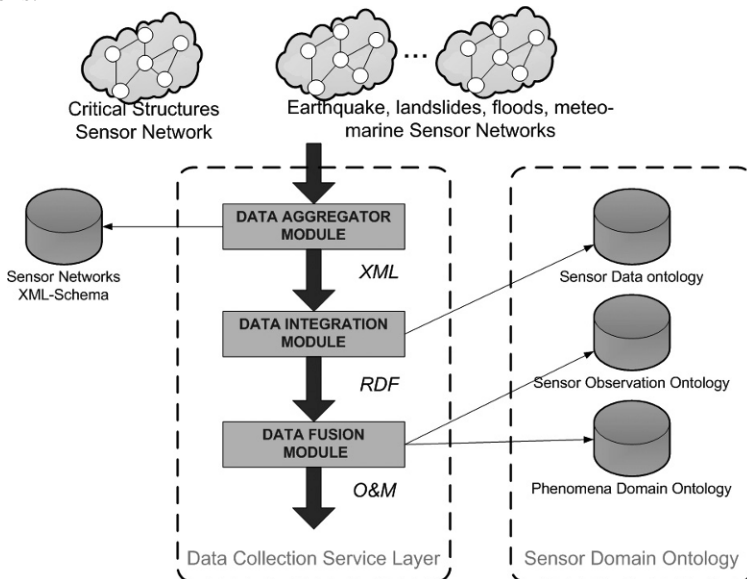 ...
Critical Structures
Sensor Network
Earthquake, landslides, floods, meteo-
marine Sensor Networks
DATA AGGREGATOR
MODULE
Sensor Networks
XML-Schema
XML
Sensor Data ontology
DATA INTEGRATION
MODULE
RDF
Sensor Observation Ontology
DATA FUSION
MODULE
O&M
Phenomena Domain Ontology
Data Collection Service Layer
Sensor Domain Ontology